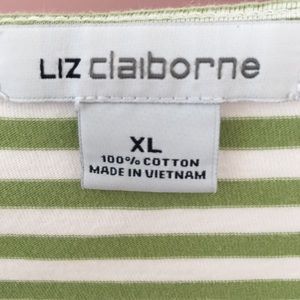 LIZ claiborne
XL
100% COTTON
MADE IN VIETNAM